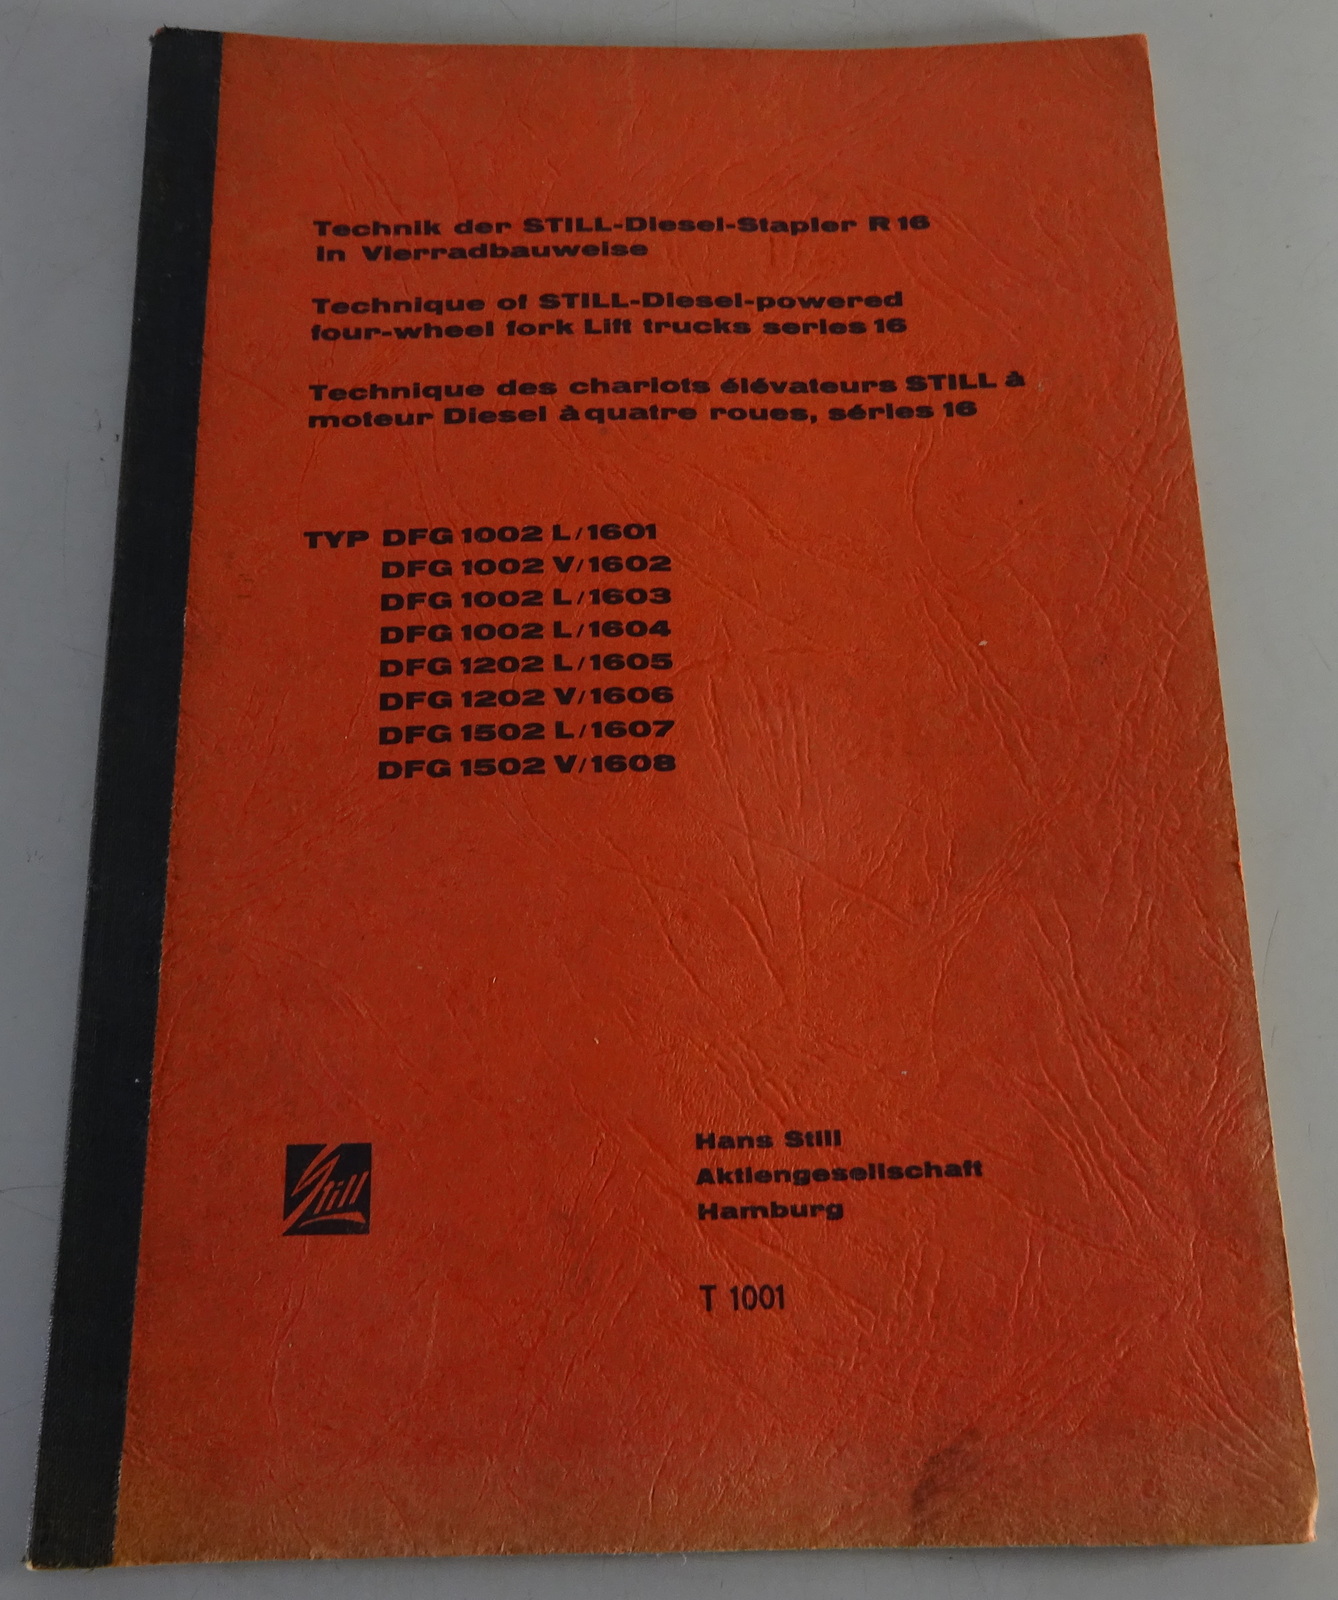 Technik der STILL-Diesel-Stapler R 16
in Vierradbauweise
Technique of STILL-Diesel-powered
four-wheel fork Lift trucks series 16
Technique des chariots élévateurs STILL à
moteur Diesel à quatre roues, séries 16
TYP DFG 1002 L/1601
DFG 1002 V/1602
DFG 1002 L/1603
DFG 1002 L/1604
DFG 1202 L/1605
DFG 1202 V/1606
DFG 1502 L/1607
DFG 1502 V/1608
Still
Hans Still
Aktiengesellschaft
Hamburg
T 1001